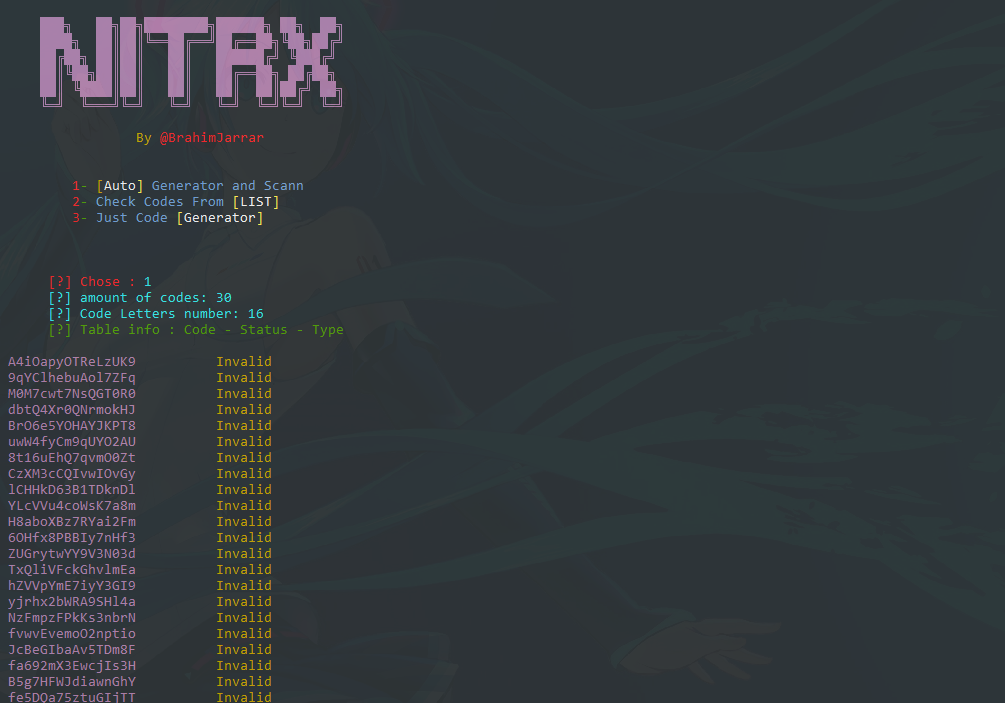 NITRX
By @BrahimJarrar
1- [Auto] Generator and Scann
2- Check Codes From [LIST]
3- Just Code [Generator]
[?] Chose : 1
[?] amount of codes: 30
[?] Code Letters number: 16
[?] Table info : Code - Status - Type
A4iOapyOTReLzUK9 Invalid
9qYClhebuAol7ZFq Invalid
M0M7cwt7NsQGT0R0 Invalid
dbtQ4Xr0QNrmokHJ Invalid
BrO6e5YOHAYJKPT8 Invalid
uwW4fyCm9qUYO2AU Invalid
8t16uEhQ7qvmO0Zt Invalid
CzXM3cCQIvwIOvGy Invalid
lCHHkD63B1TDknDl Invalid
YLcVVu4coWsK7a8m Invalid
H8aboXBz7RYai2Fm Invalid
6OHfx8PBBIy7nHf3 Invalid
ZUGrytwYY9V3N03d Invalid
TxQliVFckGhvlmEa Invalid
hZVVpYmE7iyY3GI9 Invalid
yjrhx2bWRA9SHl4a Invalid
NzFmpzFPkKs3nbrN Invalid
fvwvEvemoO2nptio Invalid
JcBeGIbaAv5TDm8F Invalid
fa692mX3EwcjIs3H Invalid
B5g7HFWJdiawnGhY Invalid
fe5DQa75ztuGIjTT Invalid